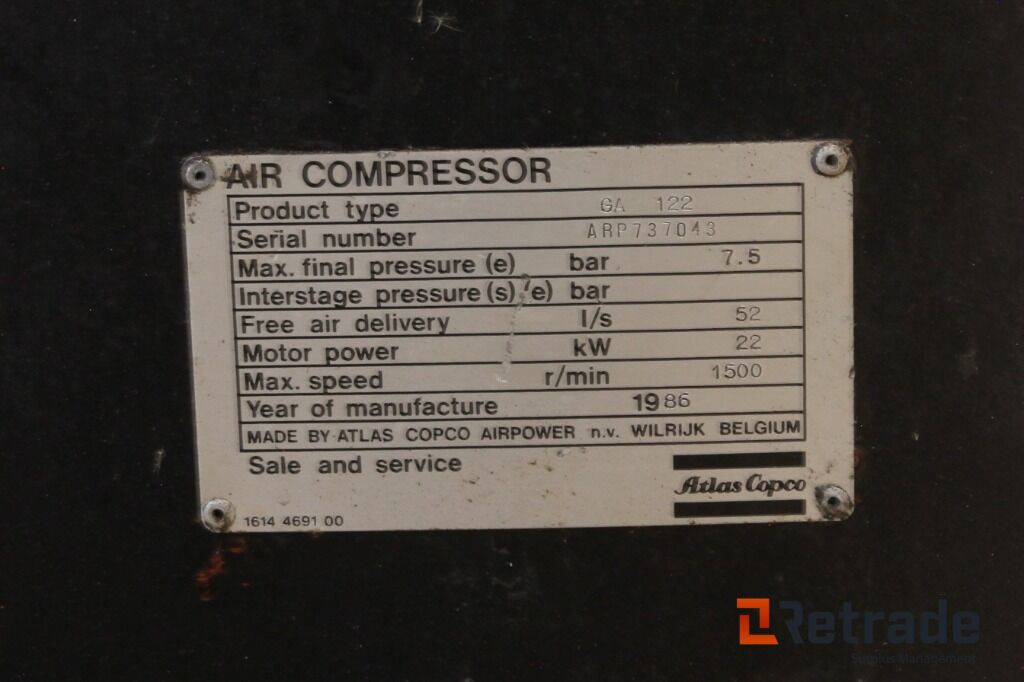 AIR COMPRESSOR
Product type GA 122
Serial number ARP737043
Max. final pressure (e) bar 7.5
Interstage pressure (s) (e) bar
Free air delivery l/s 52
Motor power kW 22
Max. speed r/min 1500
Year of manufacture 1986
MADE BY ATLAS COPCO AIRPOWER n.v. WILRIJK BELGIUM
Sale and service
Atlas Copco
1614 4691 00
Retrade
Surplus Management